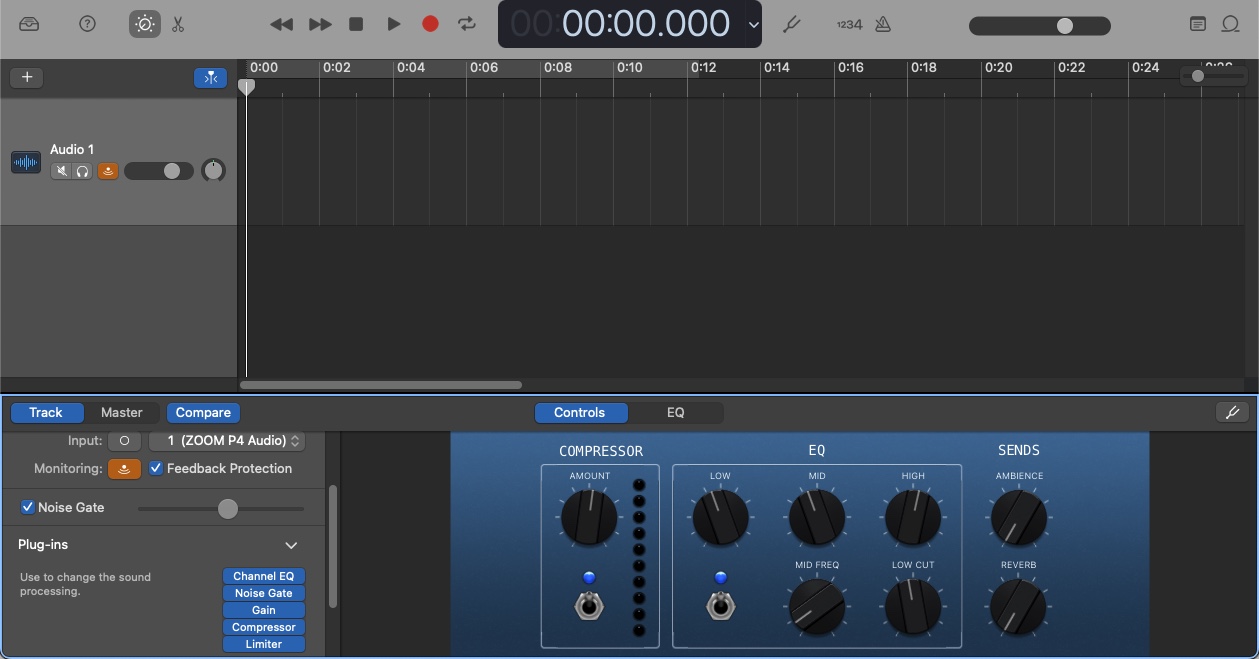 00:00:00.000
1234
0:00 0:02 0:04 0:06 0:08 0:10 0:12 0:14 0:16 0:18 0:20 0:22 0:24
Audio 1
Track Master Compare Controls EQ
Input: 1 (ZOOM P4 Audio)
Monitoring: Feedback Protection
Noise Gate
Plug-ins
Use to change the sound
processing.
Channel EQ
Noise Gate
Gain
Compressor
Limiter
COMPRESSOR EQ SENDS
AMOUNT LOW MID HIGH AMBIENCE
MID FREQ LOW CUT REVERB